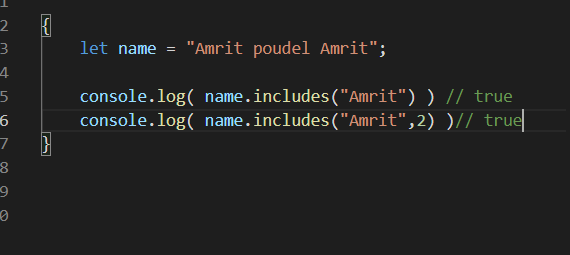 2 {
3 let name = "Amrit poudel Amrit";
4
5 console.log( name.includes("Amrit") ) // true
6 console.log( name.includes("Amrit",2) )// true
7 }
8
9
0